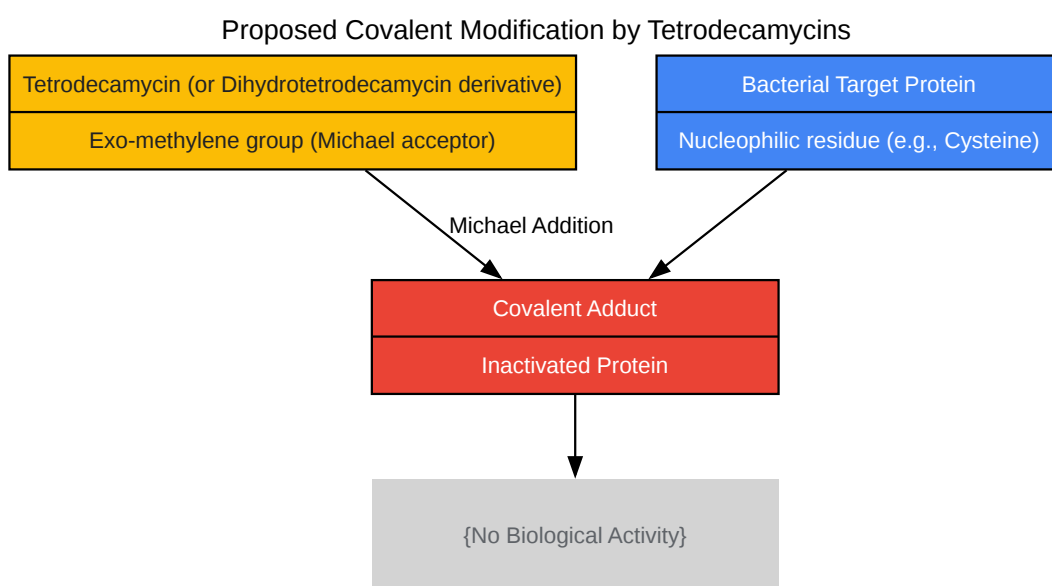 Proposed Covalent Modification by Tetrodecamycins
Tetrodecamycin (or Dihydrotetrodecamycin derivative)
Exo-methylene group (Michael acceptor)
Bacterial Target Protein
Nucleophilic residue (e.g., Cysteine)
Michael Addition
Covalent Adduct
Inactivated Protein
{No Biological Activity}